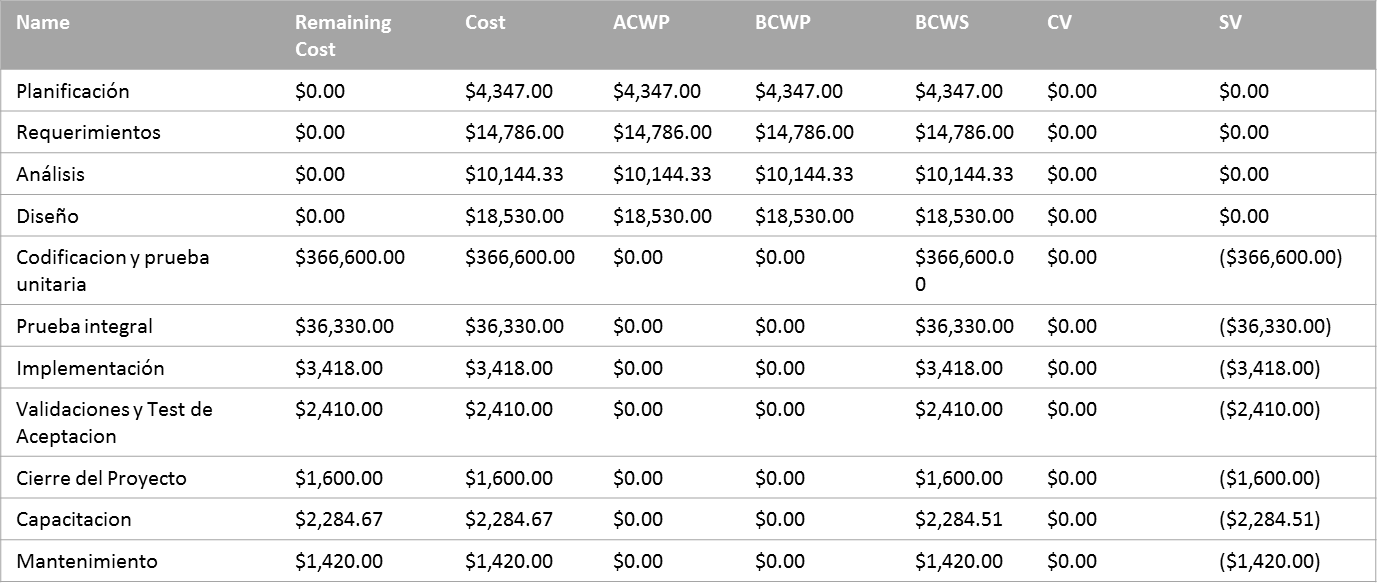 Name Remaining Cost ACWP BCWP BCWS CV SV
Cost
Planificación $0.00 $4,347.00 $4,347.00 $4,347.00 $4,347.00 $0.00 $0.00
Requerimientos $0.00 $14,786.00 $14,786.00 $14,786.00 $14,786.00 $0.00 $0.00
Análisis $0.00 $10,144.33 $10,144.33 $10,144.33 $10,144.33 $0.00 $0.00
Diseño $0.00 $18,530.00 $18,530.00 $18,530.00 $18,530.00 $0.00 $0.00
Codificacion y prueba $366,600.00 $366,600.00 $0.00 $0.00 $366,600.0 $0.00 ($366,600.00)
unitaria 0
Prueba integral $36,330.00 $36,330.00 $0.00 $0.00 $36,330.00 $0.00 ($36,330.00)
Implementación $3,418.00 $3,418.00 $0.00 $0.00 $3,418.00 $0.00 ($3,418.00)
Validaciones y Test de $2,410.00 $2,410.00 $0.00 $0.00 $2,410.00 $0.00 ($2,410.00)
Aceptacion
Cierre del Proyecto $1,600.00 $1,600.00 $0.00 $0.00 $1,600.00 $0.00 ($1,600.00)
Capacitacion $2,284.67 $2,284.67 $0.00 $0.00 $2,284.51 $0.00 ($2,284.51)
Mantenimiento $1,420.00 $1,420.00 $0.00 $0.00 $1,420.00 $0.00 ($1,420.00)